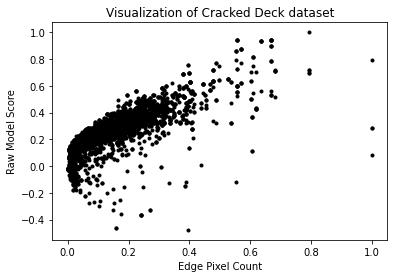 Visualization of Cracked Deck dataset
1.0
0.8
0.6
0.4
0.2
0.0
−0.2
−0.4
Raw Model Score
0.0 0.2 0.4 0.6 0.8 1.0
Edge Pixel Count